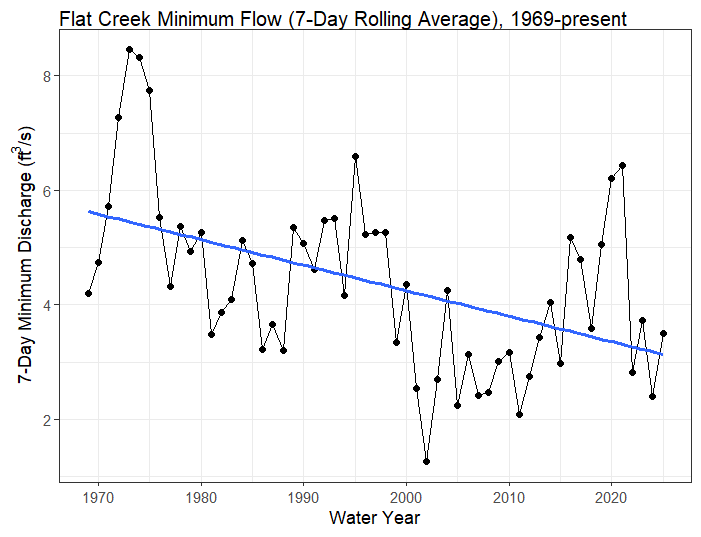 Flat Creek Minimum Flow (7-Day Rolling Average), 1969-present
7-Day Minimum Discharge (ft³/s)
8
6
4
2
1970 1980 1990 2000 2010 2020
Water Year